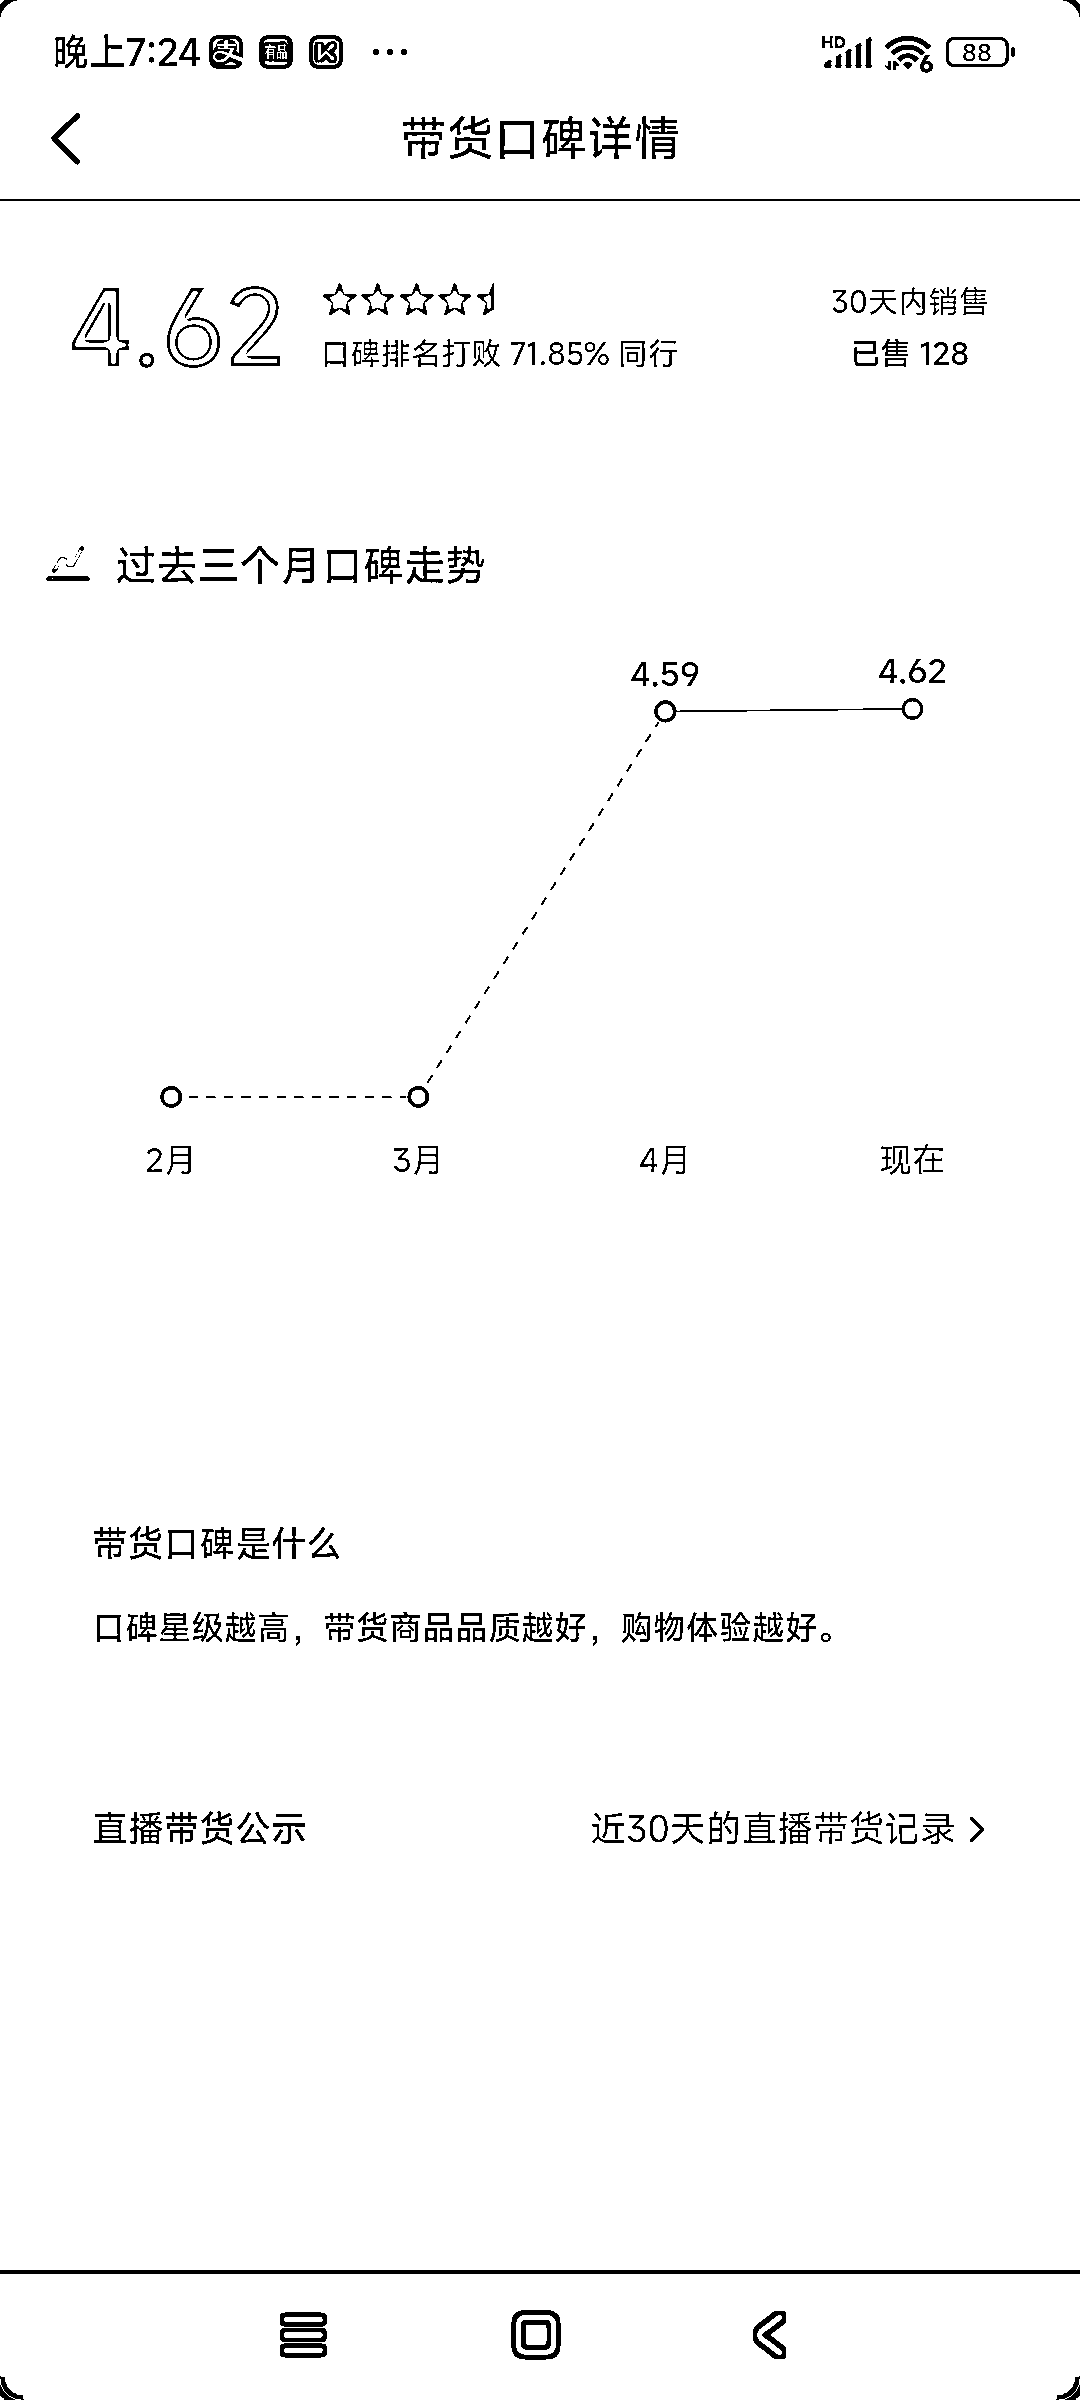 晚上7:24
HD
6
88
带货口碑详情
4.62
30天内销售
口碑排名打败 71.85% 同行
已售 128
过去三个月口碑走势
4.59
4.62
2月
3月
4月
现在
带货口碑是什么
口碑星级越高，带货商品品质越好，购物体验越好。
直播带货公示
近30天的直播带货记录